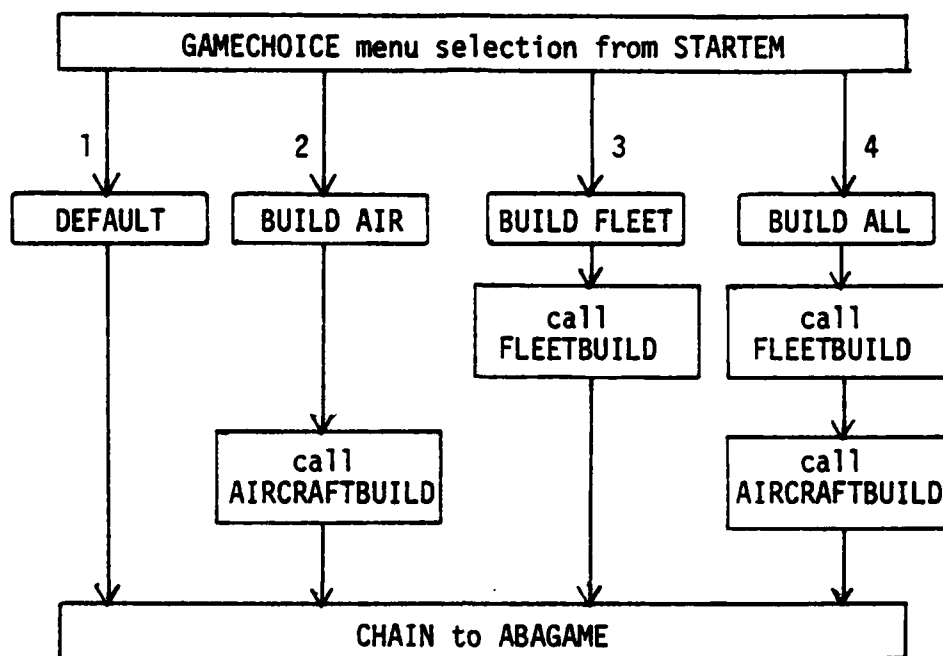 GAMECHOICE menu selection from STARTEM
1
2
3
4
DEFAULT
BUILD AIR
BUILD FLEET
BUILD ALL
call
FLEETBUILD
call
FLEETBUILD
call
AIRCRAFTBUILD
call
AIRCRAFTBUILD
CHAIN to ABAGAME